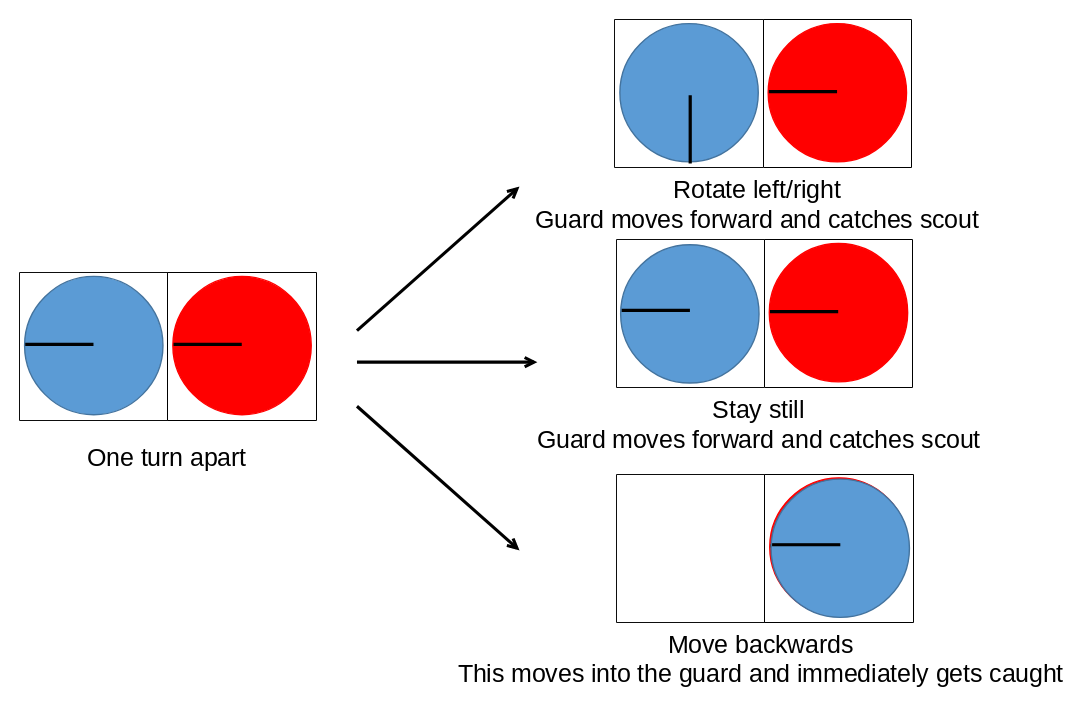 Rotate left/right
Guard moves forward and catches scout
One turn apart
Stay still
Guard moves forward and catches scout
Move backwards
This moves into the guard and immediately gets caught